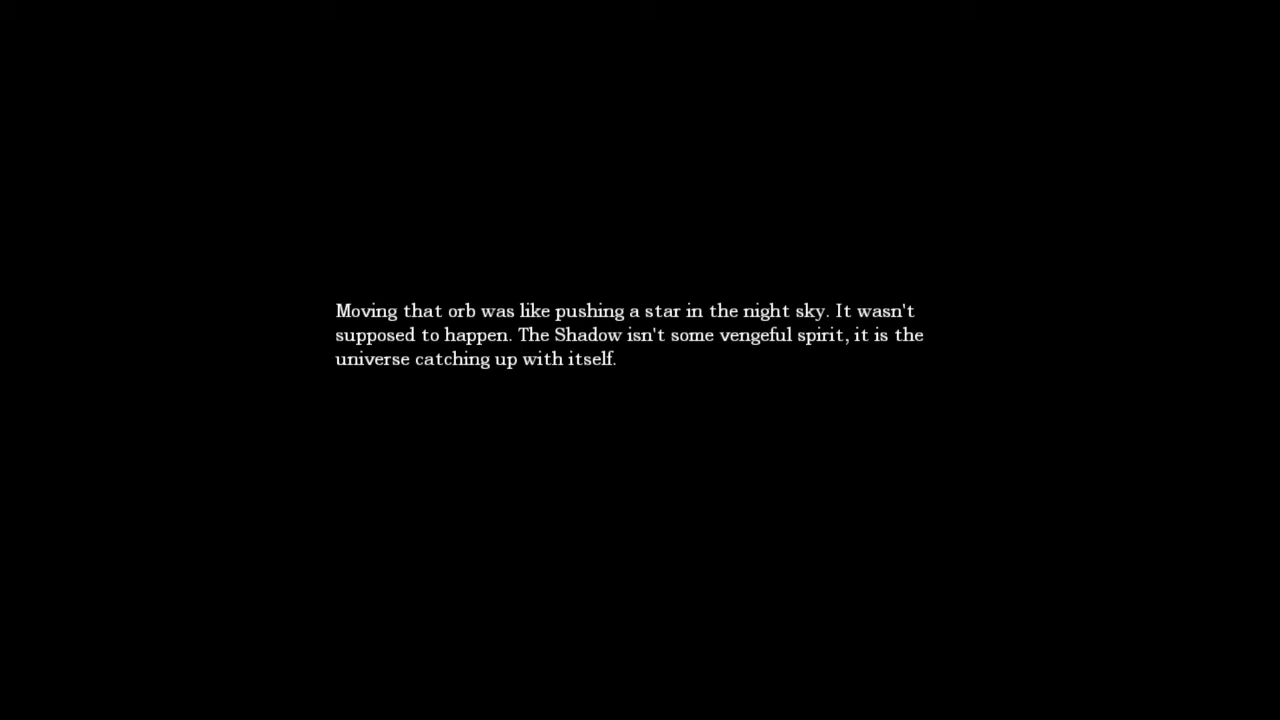 Moving that orb was like pushing a star in the night sky. It wasn't
supposed to happen. The Shadow isn't some vengeful spirit, it is the
universe catching up with itself.